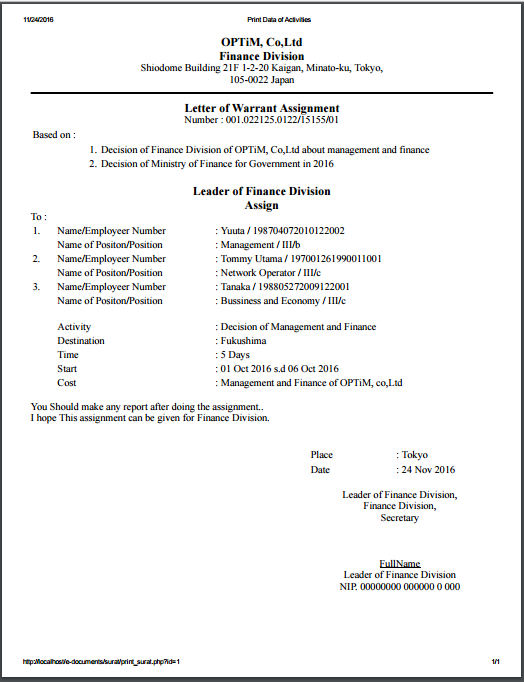 11/24/2016 Print Data of Activities
OPTiM, Co,Ltd
Finance Division
Shiodome Building 21F 1-2-20 Kaigan, Minato-ku, Tokyo,
105-0022 Japan
Letter of Warrant Assignment
Number : 001.022125.0122/15155/01
Based on :
1. Decision of Finance Division of OPTiM, Co,Ltd about management and finance
2. Decision of Ministry of Finance for Government in 2016
Leader of Finance Division
Assign
To :
1. Name/Employeer Number : Yuuta / 198704072010122002
Name of Positon/Position : Management / III/b
2. Name/Employeer Number : Tommy Utama / 197001261990011001
Name of Positon/Position : Network Operator / III/c
3. Name/Employeer Number : Tanaka / 198805272009122001
Name of Positon/Position : Bussiness and Economy / III/c
Activity : Decision of Management and Finance
Destination : Fukushima
Time : 5 Days
Start : 01 Oct 2016 s.d 06 Oct 2016
Cost : Management and Finance of OPTiM, co,Ltd
You Should make any report after doing the assignment..
I hope This assignment can be given for Finance Division.
Place : Tokyo
Date : 24 Nov 2016
Leader of Finance Division,
Finance Division,
Secretary
FullName
Leader of Finance Division
NIP. 00000000 000000 0 000
http://localhost/e-documents/surat/print_surat.php?id=1 1/1